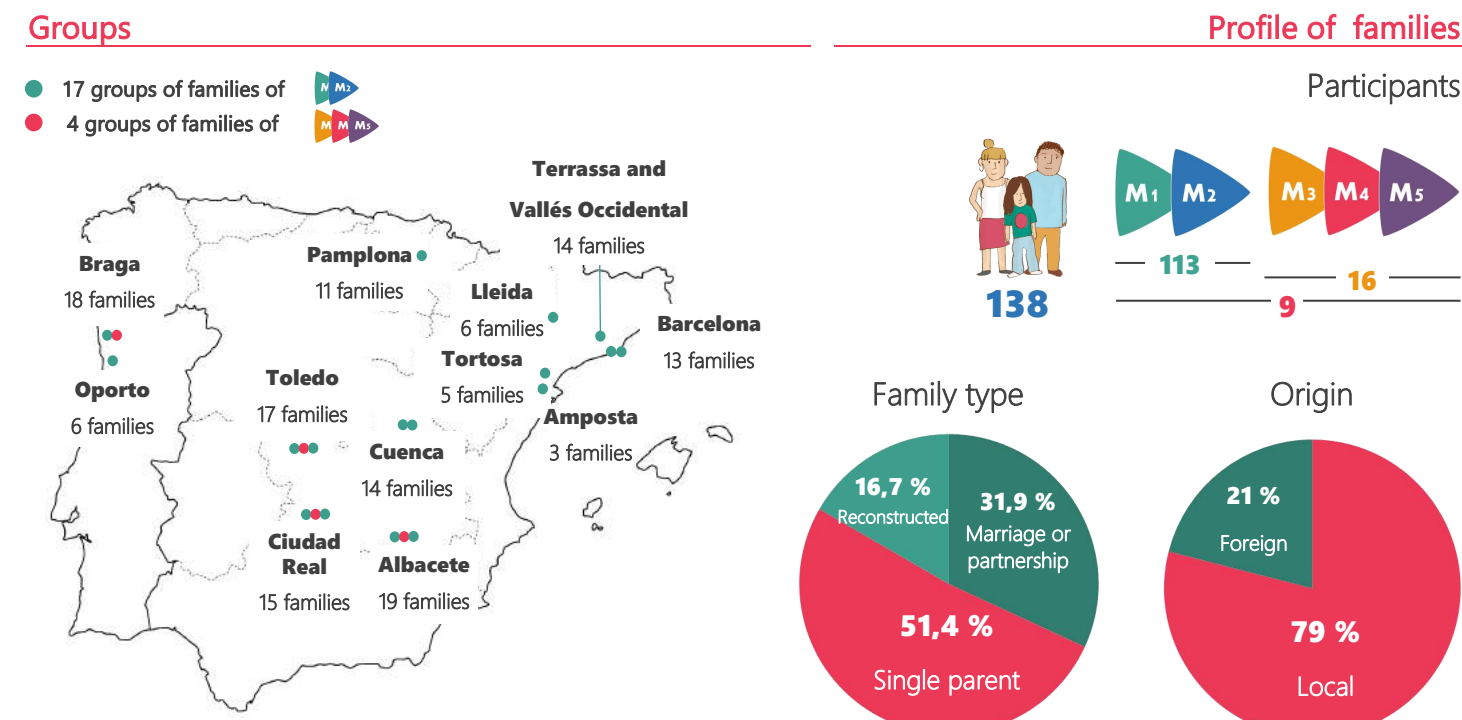 Groups
17 groups of families of
M M2
4 groups of families of
M M M5
Terrassa and
Vallés Occidental
14 families
Braga
18 families
Pamplona
11 families
Lleida
6 families
Barcelona
13 families
Tortosa
5 families
Oporto
6 families
Toledo
17 families
Amposta
3 families
Cuenca
14 families
Ciudad
Real
15 families
Albacete
19 families
Profile of families
Participants
M1 M2 M3 M4 M5
113
16
9
138
Family type
16,7 %
Reconstructed
31,9 %
Marriage or
partnership
51,4 %
Single parent
Origin
21 %
Foreign
79 %
Local